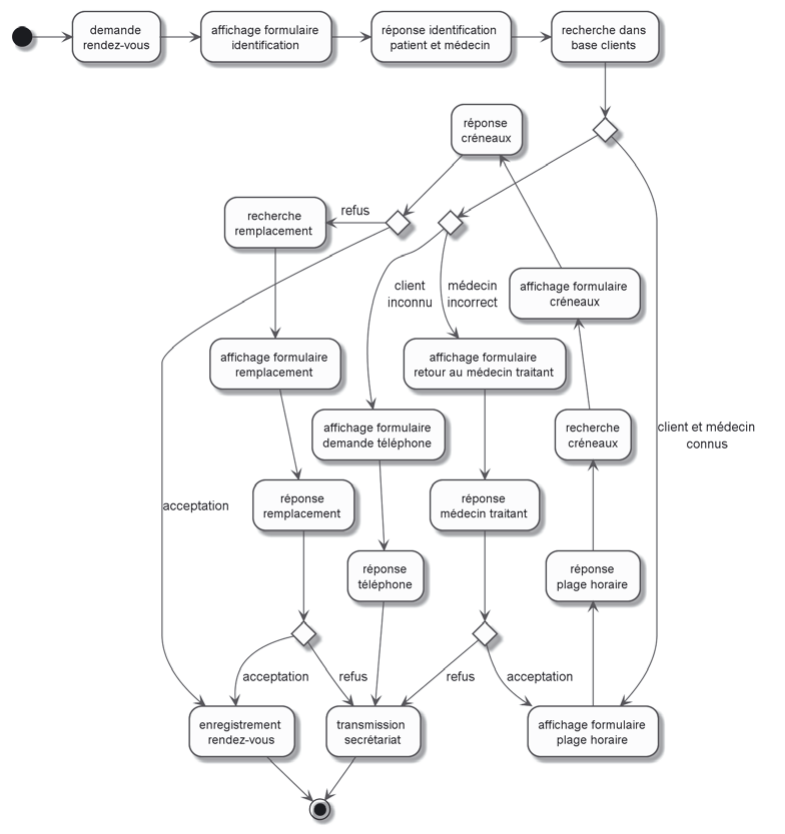 demande
rendez-vous
affichage formulaire
identification
réponse identification
patient et médecin
recherche dans
base clients
réponse
créneaux
recherche
remplacement
refus
client
inconnu
médecin
incorrect
affichage formulaire
créneaux
affichage formulaire
remplacement
affichage formulaire
retour au médecin traitant
affichage formulaire
demande téléphone
recherche
créneaux
client et médecin
connus
acceptation
réponse
remplacement
réponse
médecin traitant
réponse
téléphone
réponse
plage horaire
acceptation
refus
refus
acceptation
enregistrement
rendez-vous
transmission
secrétariat
affichage formulaire
plage horaire